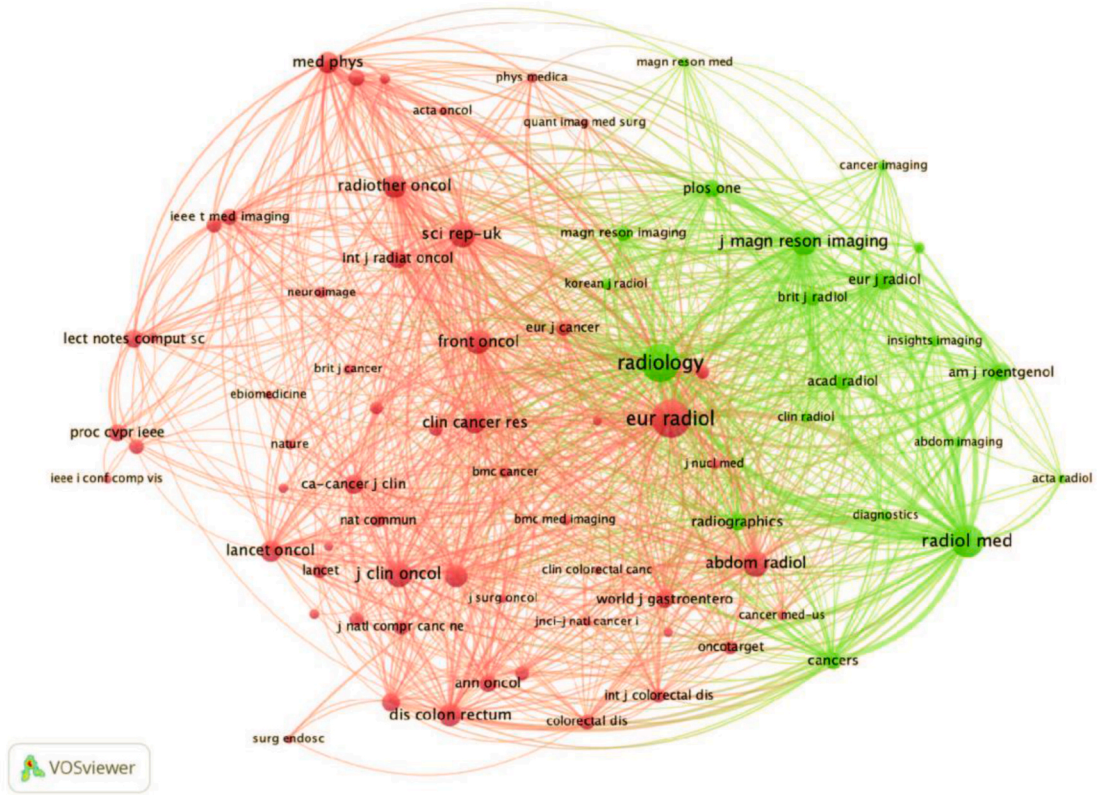 med phys
magn reson med
phys medica
acta oncol
quant imag med surg
cancer imaging
radiother oncol
plos one
ieee t med imaging
sci rep-uk
magn reson imaging
j magn reson imaging
int j radiat oncol
korean j radiol
eur j radiol
neuroimage
brit j radiol
lect notes comput sc
front oncol
eur j cancer
insights imaging
radiology
brit j cancer
am j roentgenol
acad radiol
ebiomedicine
clin cancer res
eur radiol
clin radiol
proc cvpr ieee
nature
abdom imaging
j nucl med
ieee i conf comp vis
bmc cancer
acta radiol
ca-cancer j clin
nat commun
bmc med imaging
radiographics
diagnostics
radiol med
lancet oncol
lancet
j clin oncol
clin colorectal canc
abdom radiol
j surg oncol
world j gastroentero
j natl compr canc ne
jnci-j natl cancer i
cancer med-us
oncotarget
cancers
ann oncol
int j colorectal dis
dis colon rectum
colorectal dis
surg endosc
VOSviewer